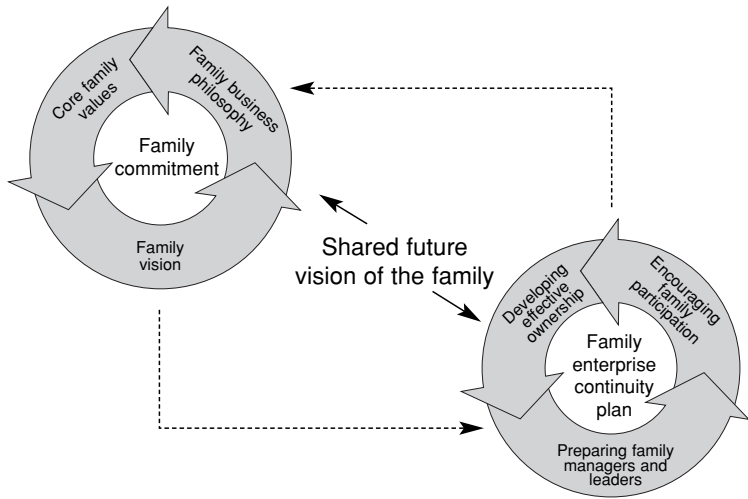 Core family
values
Family business
philosophy
Family
commitment
Family
vision
Shared future
vision of the family
Developing
effective
ownership
Encouraging
family
participation
Family
enterprise
continuity
plan
Preparing family
managers and
leaders